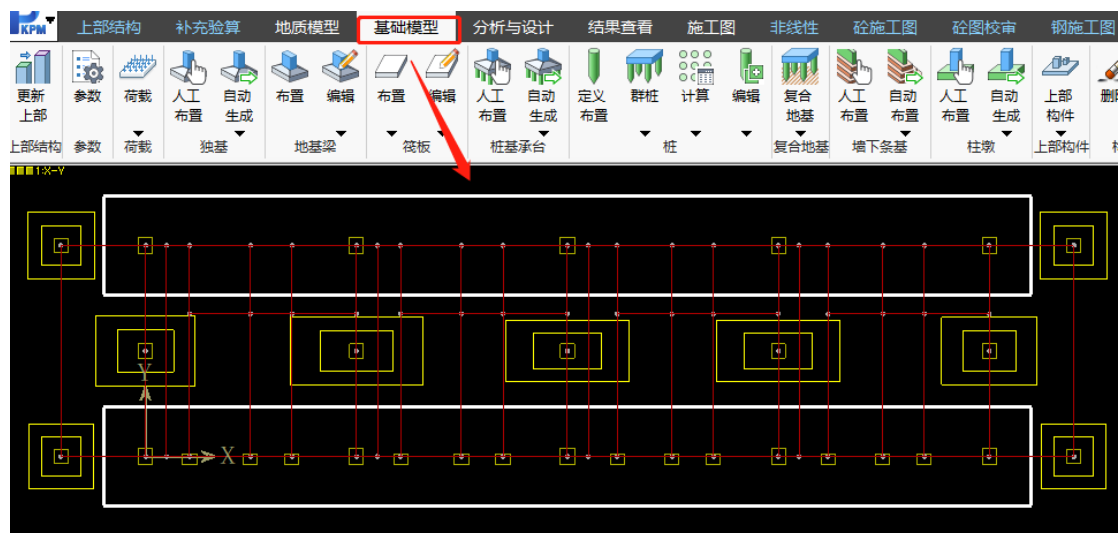 KPM 上部结构 补充验算 地质模型 基础模型 分析与设计 结果查看 施工图 非线性 砼施工图 砼图校审 钢施工图
更新 参数 荷载 人工 自动 布置 编辑 布置 编辑 人工 自动 定义 群桩 计算 编辑 复合 人工 自动 人工 自动 上部
上部 布置 生成 布置 生成 布置 地基 布置 布置 布置 生成 构件
上部结构 参数 荷载 独基 地基梁 筏板 桩基承台 桩 复合地基 墙下条基 柱墩 上部构件
1:X-Y
Y
X